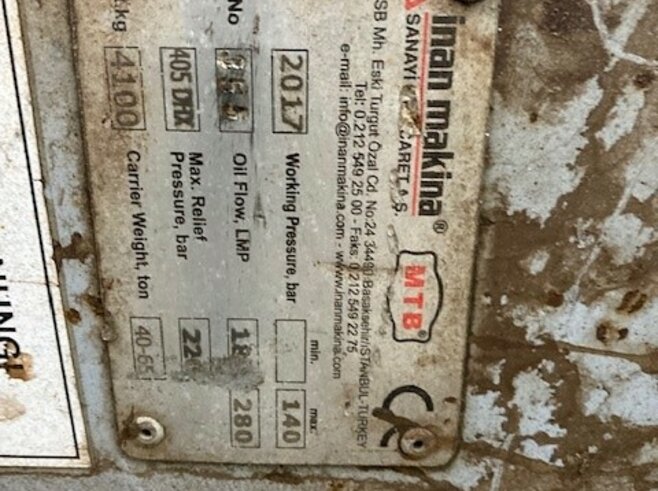 inan makina®
SANAYİ
MTB®
SB Mh. Eski Turgut Özal Cd. No:24 34490 Basaksehir/İSTANBUL-TURKEY
Tel: 0 212 549 25 00 - Faks: 0 212 549 22 75
e-mail: info@inanmakina.com - www.inanmakina.com
min. max.
2017 Working Pressure, bar 140
No Oil Flow, LMP 280
405 DHX Max. Relief
Pressure, bar
.kg 4100 Carrier Weight, ton 40-65
CE